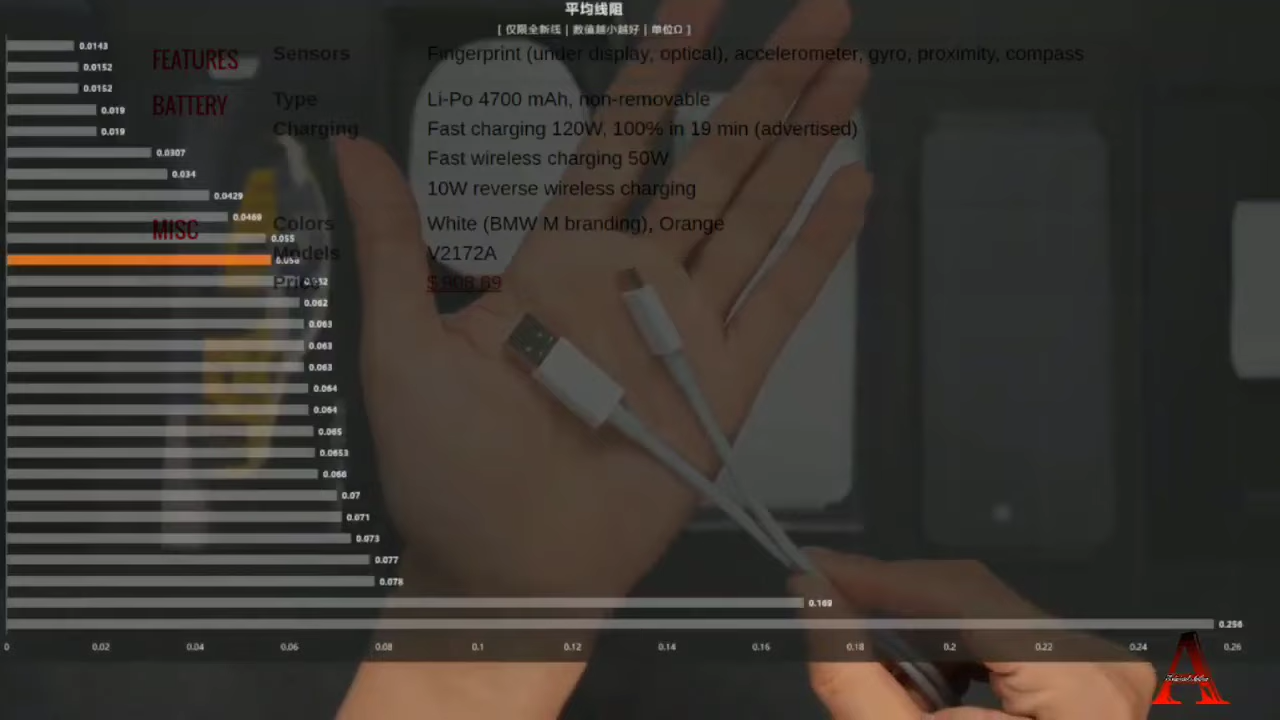 平均线阻
[ 仅限全新线 | 数值越小越好 | 单位Ω ]
0.0143
FEATURES Sensors Fingerprint (under display, optical), accelerometer, gyro, proximity, compass
0.0152
0.0152
BATTERY Type Li-Po 4700 mAh, non-removable
0.019
0.019
Charging Fast charging 120W, 100% in 19 min (advertised)
0.0307
Fast wireless charging 50W
0.034
10W reverse wireless charging
0.0429
0.0469
MISC Colors White (BMW M branding), Orange
0.055
Models V2172A
Price
0.062
0.063
0.063
0.063
0.064
0.064
0.065
0.0653
0.066
0.07
0.071
0.073
0.077
0.078
0.169
0.256
0 0.02 0.04 0.06 0.08 0.1 0.12 0.14 0.16 0.18 0.2 0.22 0.24 0.26
A